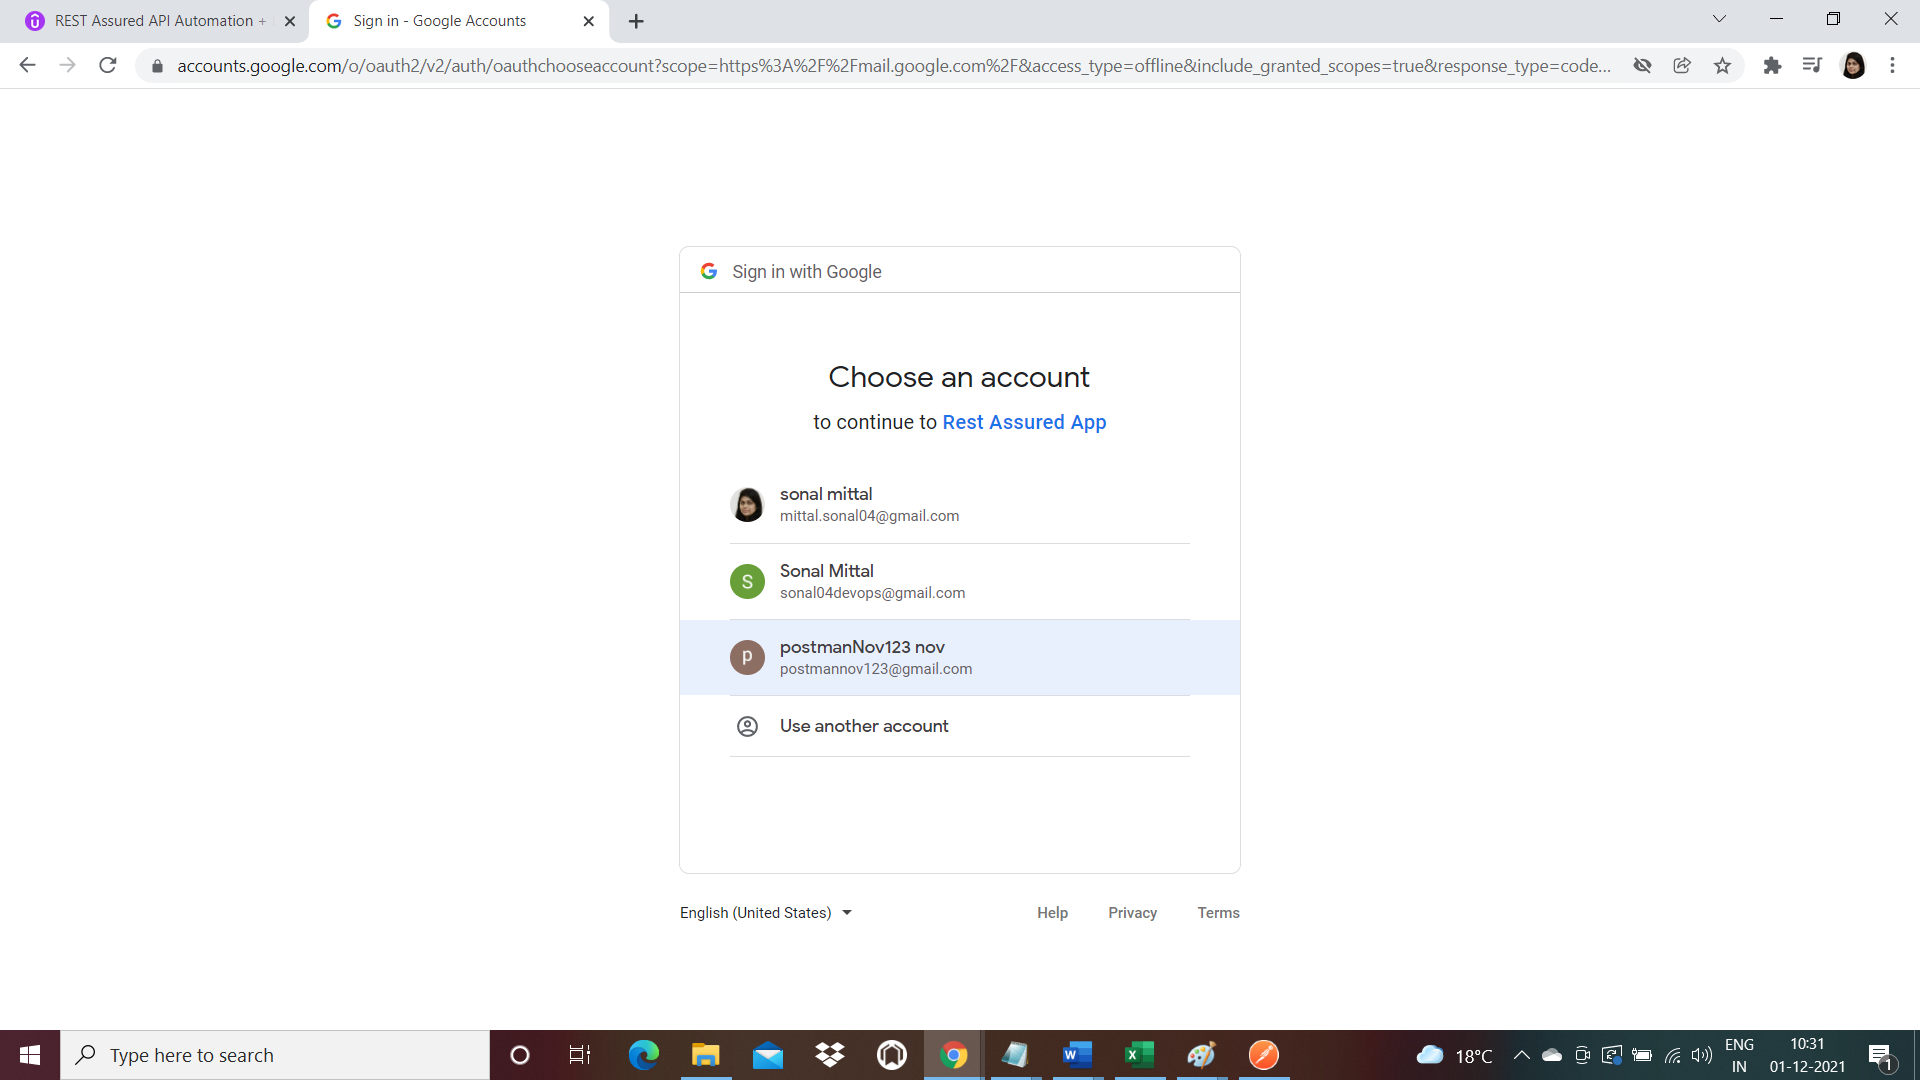 REST Assured API Automation +
Sign in - Google Accounts
accounts.google.com/o/oauth2/v2/auth/oauthchooseaccount?scope=https%3A%2F%2Fmail.google.com%2F&access_type=offline&include_granted_scopes=true&response_type=code...
Sign in with Google
Choose an account
to continue to Rest Assured App
sonal mittal
mittal.sonal04@gmail.com
S
Sonal Mittal
sonal04devops@gmail.com
p
postmanNov123 nov
postmannov123@gmail.com
Use another account
English (United States)
Help
Privacy
Terms
Type here to search
18°C
ENG
IN
10:31
01-12-2021
1